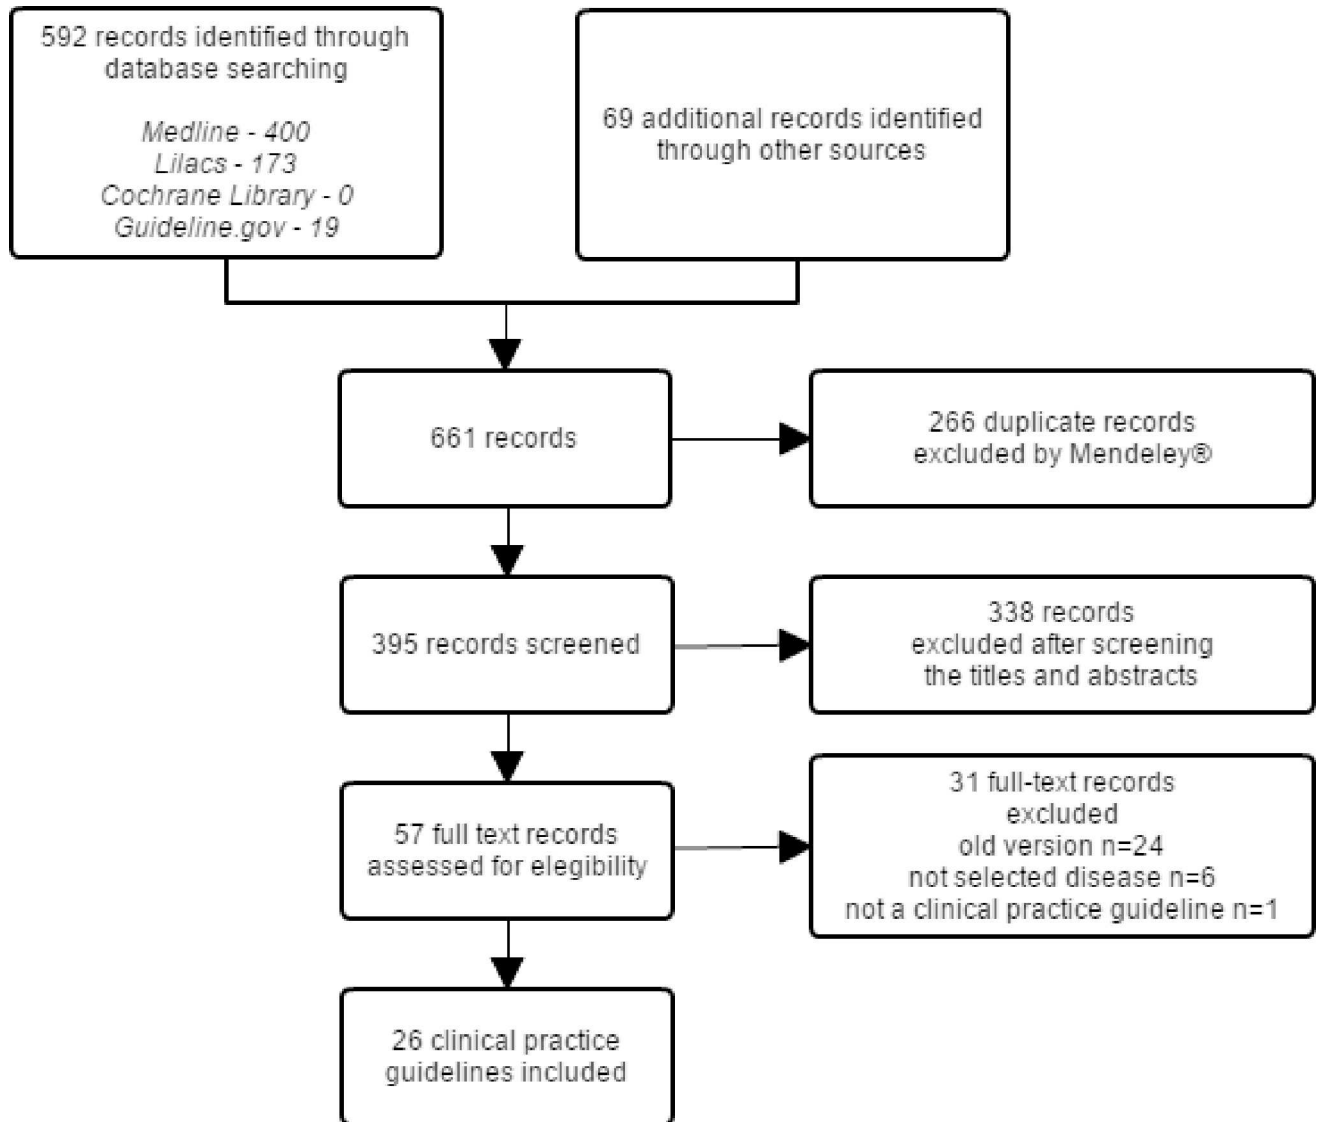 592 records identified through
database searching
Medline - 400
Lilacs - 173
Cochrane Library - 0
Guideline.gov - 19
69 additional records identified
through other sources
661 records
266 duplicate records
excluded by Mendeley®
395 records screened
338 records
excluded after screening
the titles and abstracts
57 full text records
assessed for elegibility
31 full-text records
excluded
old version n=24
not selected disease n=6
not a clinical practice guideline n=1
26 clinical practice
guidelines included